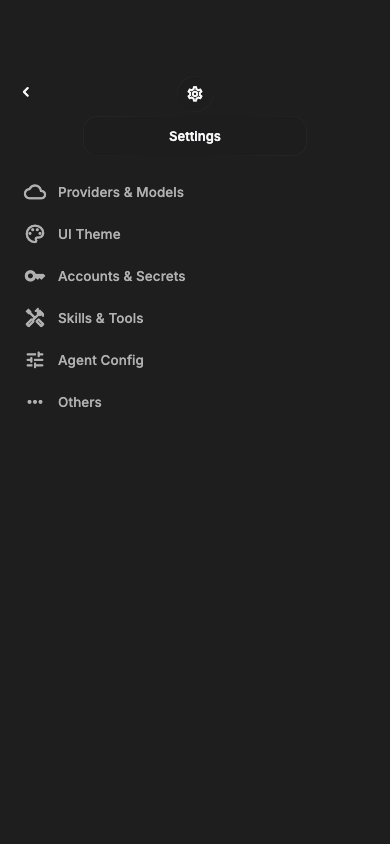 Settings
Providers & Models
UI Theme
Accounts & Secrets
Skills & Tools
Agent Config
Others